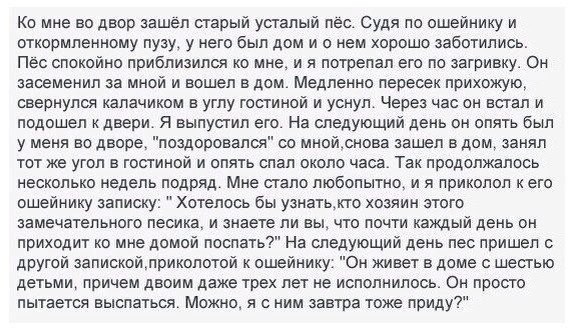 Ко мне во двор зашёл старый усталый пёс. Судя по ошейнику и
откормленному пузу, у него был дом и о нем хорошо заботились.
Пёс спокойно приблизился ко мне, и я потрепал его по загривку. Он
засеменил за мной и вошел в дом. Медленно пересек прихожую,
свернулся калачиком в углу гостиной и уснул. Через час он встал и
подошел к двери. Я выпустил его. На следующий день он опять был
у меня во дворе, "поздоровался" со мной,снова зашел в дом, занял
тот же угол в гостиной и опять спал около часа. Так продолжалось
несколько недель подряд. Мне стало любопытно, и я приколол к его
ошейнику записку: " Хотелось бы узнать,кто хозяин этого
замечательного песика, и знаете ли вы, что почти каждый день он
приходит ко мне домой поспать?" На следующий день пес пришел с
другой запиской,приколотой к ошейнику: "Он живет в доме с шестью
детьми, причем двоим даже трех лет не исполнилось. Он просто
пытается выспаться. Можно, я с ним завтра тоже приду?"